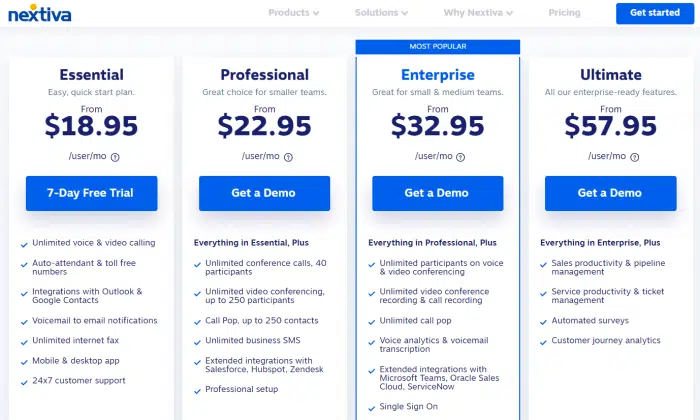 nextiva
Products
Solutions
Why Nextiva
Pricing
Get started
MOST POPULAR
Essential
Easy, quick start plan.
From
$18.95
/user/mo ?
7-Day Free Trial
Unlimited voice & video calling
Auto-attendant & toll free
numbers
Integrations with Outlook &
Google Contacts
Voicemail to email notifications
Unlimited internet fax
Mobile & desktop app
24x7 customer support
Professional
Great choice for smaller teams.
From
$22.95
/user/mo ?
Get a Demo
Everything in Essential, Plus
Unlimited conference calls, 40
participants
Unlimited video conferencing,
up to 250 participants
Call Pop, up to 250 contacts
Unlimited business SMS
Extended integrations with
Salesforce, Hubspot, Zendesk
Professional setup
Enterprise
Great for small & medium teams.
From
$32.95
/user/mo ?
Get a Demo
Everything in Professional, Plus
Unlimited participants on voice
& video conferencing
Unlimited video conference
recording & call recording
Unlimited call pop
Voice analytics & voicemail
transcription
Extended integrations with
Microsoft Teams, Oracle Sales
Cloud, ServiceNow
Single Sign On
Ultimate
All our enterprise-ready features.
From
$57.95
/user/mo ?
Get a Demo
Everything in Enterprise, Plus
Sales productivity & pipeline
management
Service productivity & ticket
management
Automated surveys
Customer journey analytics